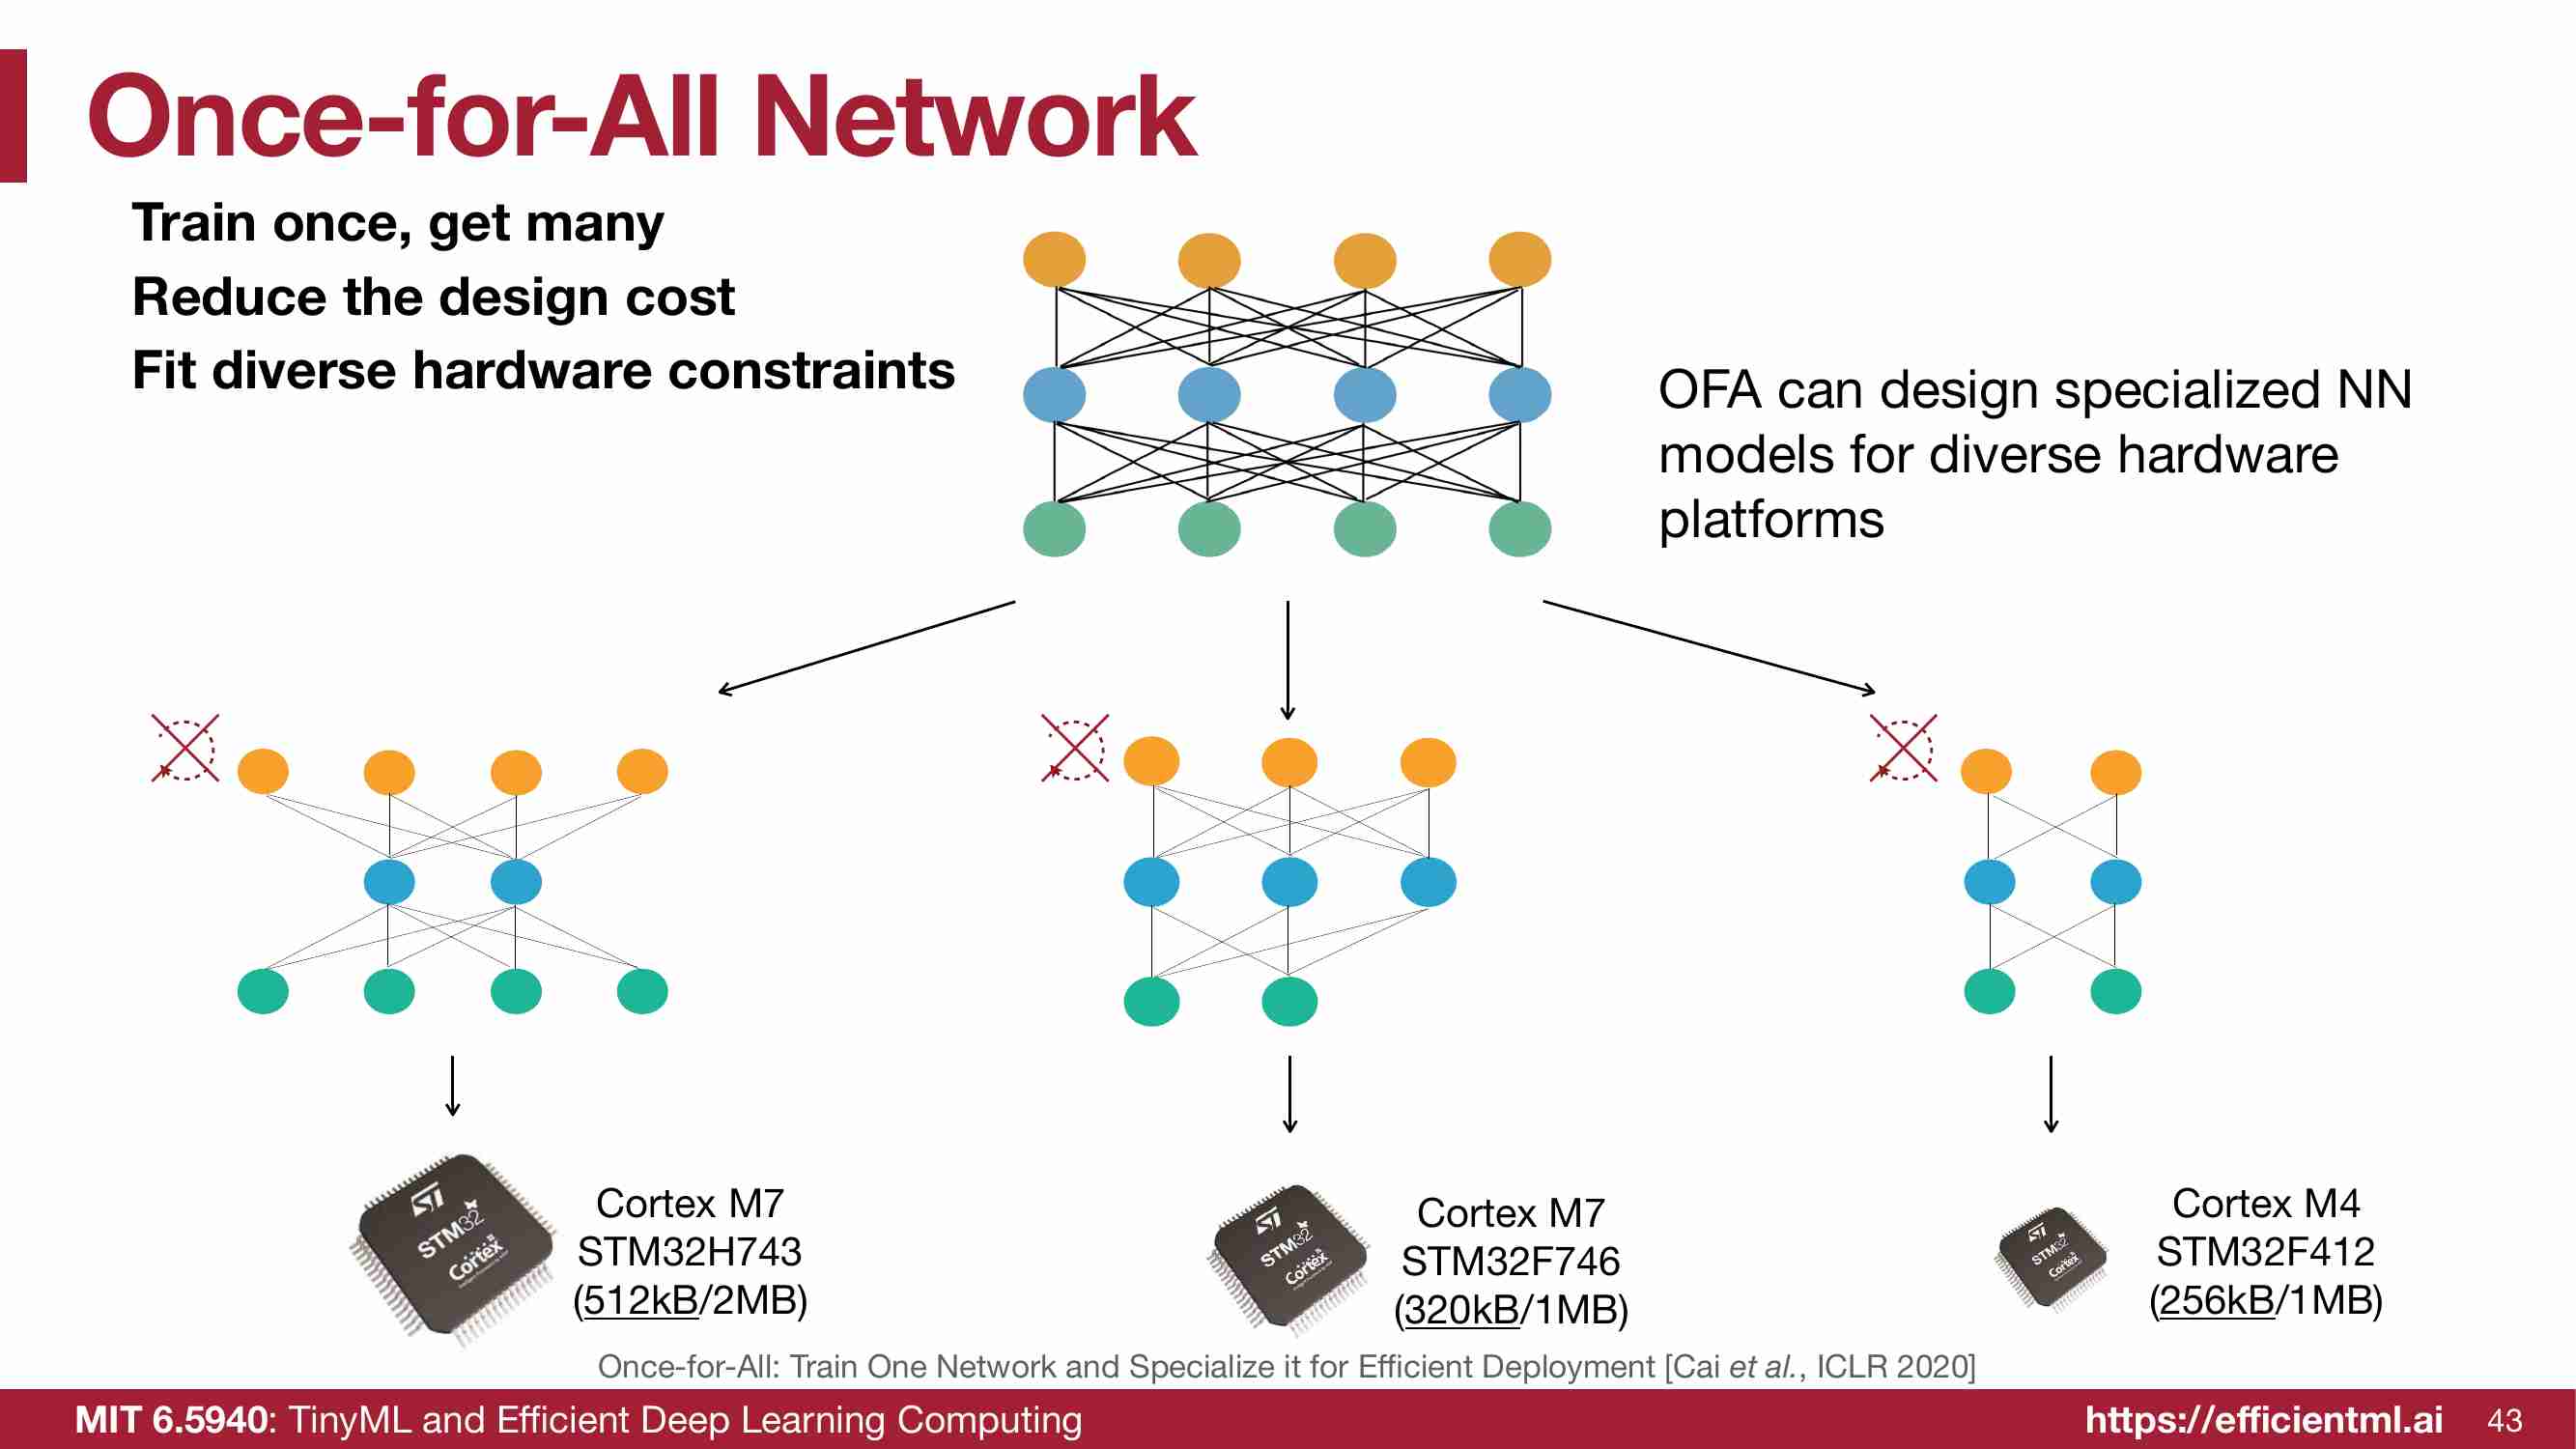 Once-for-All Network
Train once, get many
Reduce the design cost
Fit diverse hardware constraints
OFA can design specialized NN
models for diverse hardware
platforms
STM32
Cortex
Cortex M7
STM32H743
(512kB/2MB)
STM32
Cortex
Cortex M7
STM32F746
(320kB/1MB)
STM32
Cortex
Cortex M4
STM32F412
(256kB/1MB)
Once-for-All: Train One Network and Specialize it for Efficient Deployment [Cai et al., ICLR 2020]
MIT 6.5940: TinyML and Efficient Deep Learning Computing
https://efficientml.ai
43